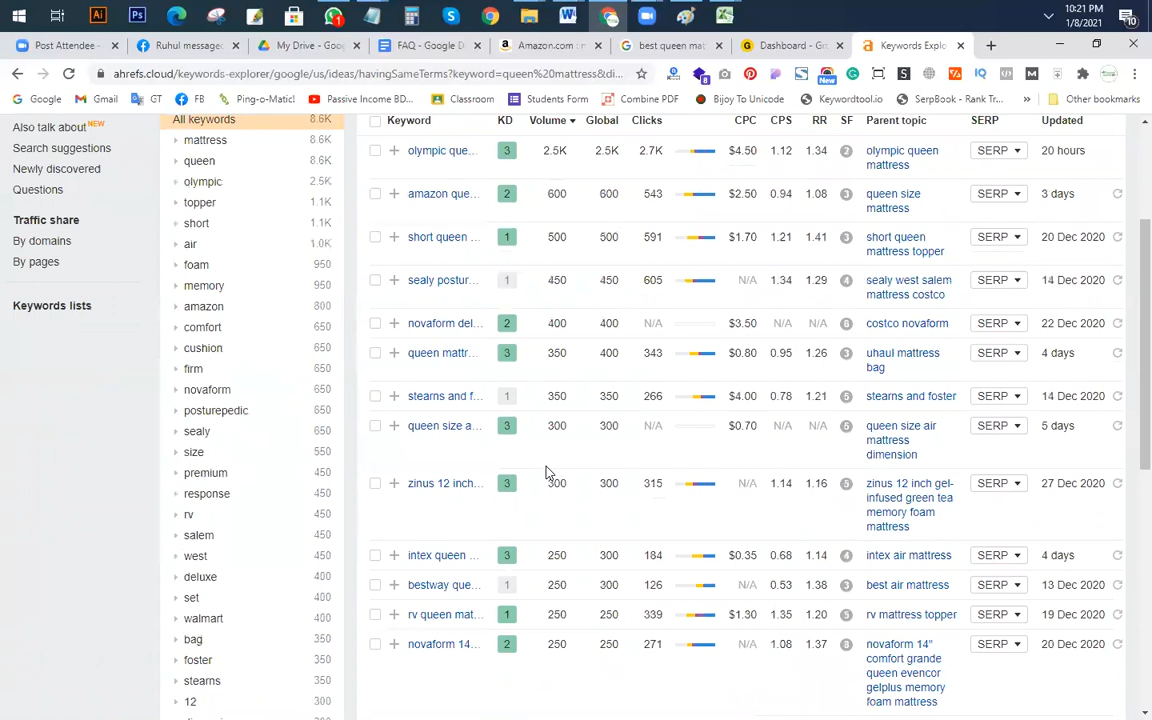 10:21 PM
1/8/2021
10
Post Attendee -
Ruhul message
My Drive - Goog
FAQ - Google D
Amazon.com : m
best queen mat
Dashboard - Gr
Keywords Explo
ahrefs.cloud/keywords-explorer/google/us/ideas/havingSameTerms?keyword=queen%20mattress&di...
Google
Gmail
GT
FB
Ping-o-Matic!
Passive Income BD...
Classroom
Students Form
Combine PDF
Bijoy To Unicode
Keywordtool.io
SerpBook - Rank Tr...
»
Other bookmarks
Also talk about NEW
Search suggestions
Newly discovered
Questions
Traffic share
By domains
By pages
Keywords lists
All keywords 8.6K
mattress 8.6K
queen 8.6K
olympic 2.5K
topper 1.1K
short 1.1K
air 1.0K
foam 950
memory 950
amazon 800
comfort 650
cushion 650
firm 650
novaform 650
posturepedic 650
sealy 650
size 550
premium 450
response 450
rv 450
salem 450
west 450
deluxe 400
set 400
walmart 400
bag 350
foster 350
stearns 350
12 300
Keyword KD Volume Global Clicks CPC CPS RR SF Parent topic SERP Updated
olympic que... 3 2.5K 2.5K 2.7K $4.50 1.12 1.34 2 olympic queen SERP 20 hours
mattress
amazon que... 2 600 600 543 $2.50 0.94 1.08 3 queen size SERP 3 days
mattress
short queen ... 1 500 500 591 $1.70 1.21 1.41 3 short queen SERP 20 Dec 2020
mattress topper
sealy postur... 1 450 450 605 N/A 1.34 1.29 4 sealy west salem SERP 14 Dec 2020
mattress costco
novaform del... 2 400 400 N/A $3.50 N/A N/A 6 costco novaform SERP 22 Dec 2020
queen mattr... 3 350 400 343 $0.80 0.95 1.26 3 uhaul mattress SERP 4 days
bag
stearns and f... 1 350 350 266 $4.00 0.78 1.21 5 stearns and foster SERP 14 Dec 2020
queen size a... 3 300 300 N/A $0.70 N/A N/A 5 queen size air SERP 5 days
mattress
dimension
zinus 12 inch... 3 300 300 315 N/A 1.14 1.16 5 zinus 12 inch gel- SERP 27 Dec 2020
infused green tea
memory foam
mattress
intex queen ... 3 250 300 184 $0.35 0.68 1.14 4 intex air mattress SERP 4 days
bestway que... 1 250 250 126 N/A 0.53 1.38 3 best air mattress SERP 13 Dec 2020
rv queen mat... 1 250 250 339 $1.30 1.35 1.20 5 rv mattress topper SERP 19 Dec 2020
novaform 14... 2 250 250 271 N/A 1.08 1.37 novaform 14" SERP 20 Dec 2020
comfort grande
queen evencor
gelplus memory
foam mattress